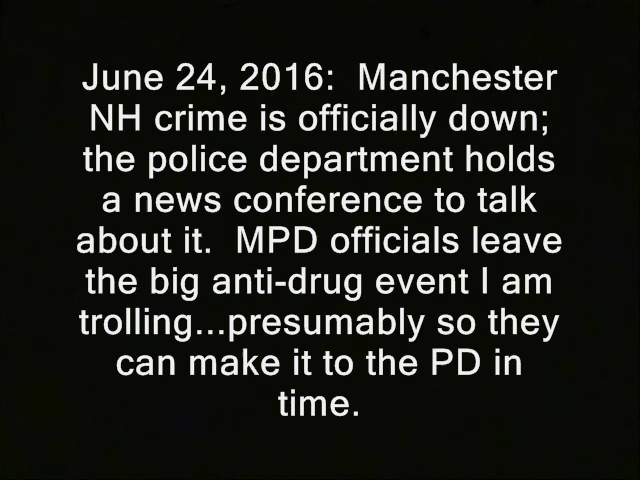 June 24, 2016:  Manchester
NH crime is officially down;
the police department holds
a news conference to talk
about it.  MPD officials leave
the big anti-drug event I am
trolling...presumably so they
can make it to the PD in
time.